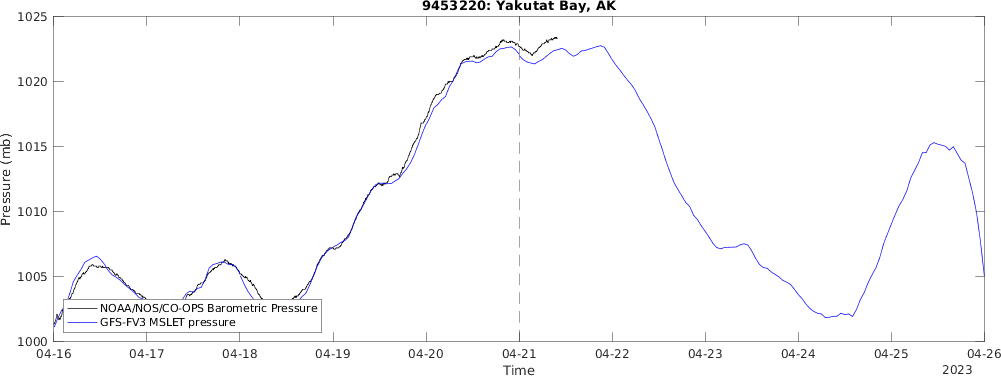 9453220: Yakutat Bay, AK
Pressure (mb)
1025
1020
1015
1010
1005
1000
NOAA/NOS/CO-OPS Barometric Pressure
GFS-FV3 MSLET pressure
04-16 04-17 04-18 04-19 04-20 04-21 04-22 04-23 04-24 04-25 04-26
Time
2023